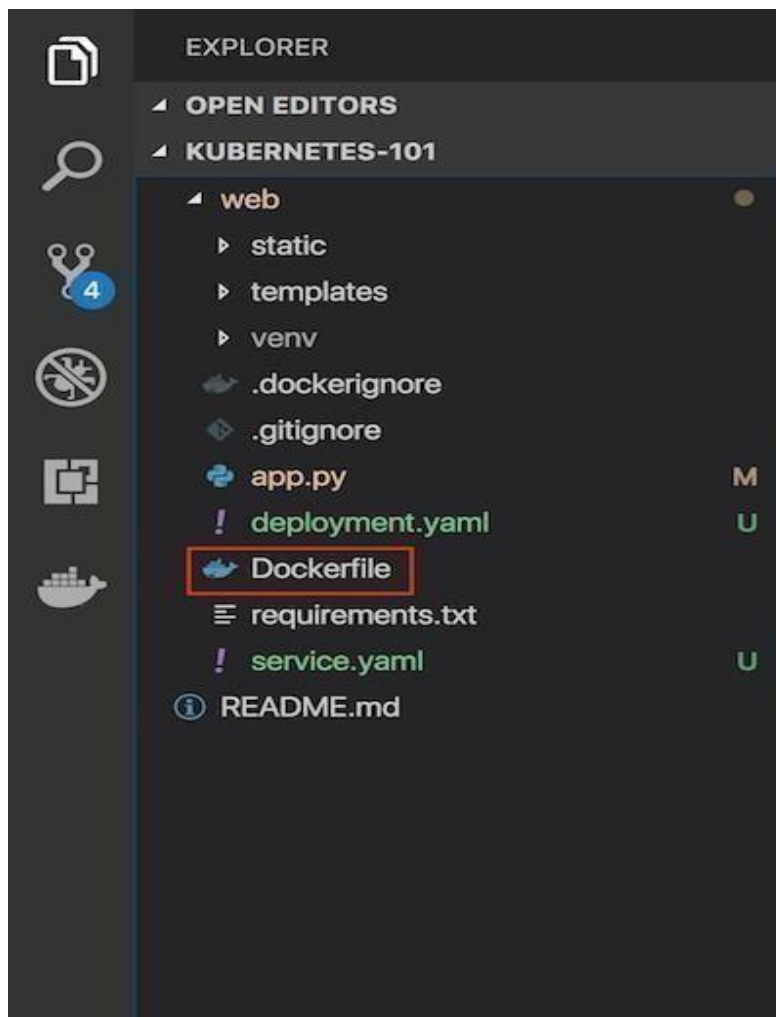 EXPLORER
OPEN EDITORS
KUBERNETES-101
web
static
templates
4
venv
.dockerignore
.gitignore
app.py M
deployment.yaml U
Dockerfile
requirements.txt
service.yaml U
README.md